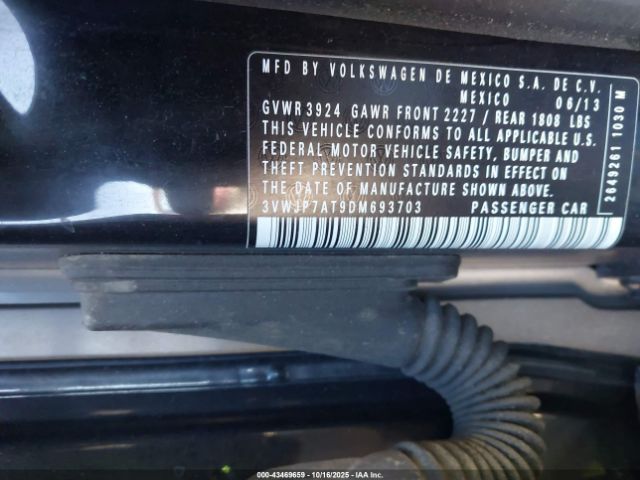 MFD BY VOLKSWAGEN DE MEXICO S.A. DE C.V.
MEXICO 06/13
GVWR 3924 GAWR FRONT 2227 / REAR 1808 LBS
THIS VEHICLE CONFORMS TO ALL APPLICABLE U.S.
FEDERAL MOTOR VEHICLE SAFETY, BUMPER AND
THEFT PREVENTION STANDARDS IN EFFECT ON
THE DATE OF MANUFACTURE SHOWN ABOVE.
3VWJP7AT9DM693703 PASSENGER CAR
2649261 1030 M
000-43469659 - 10/16/2025 - IAA Inc.